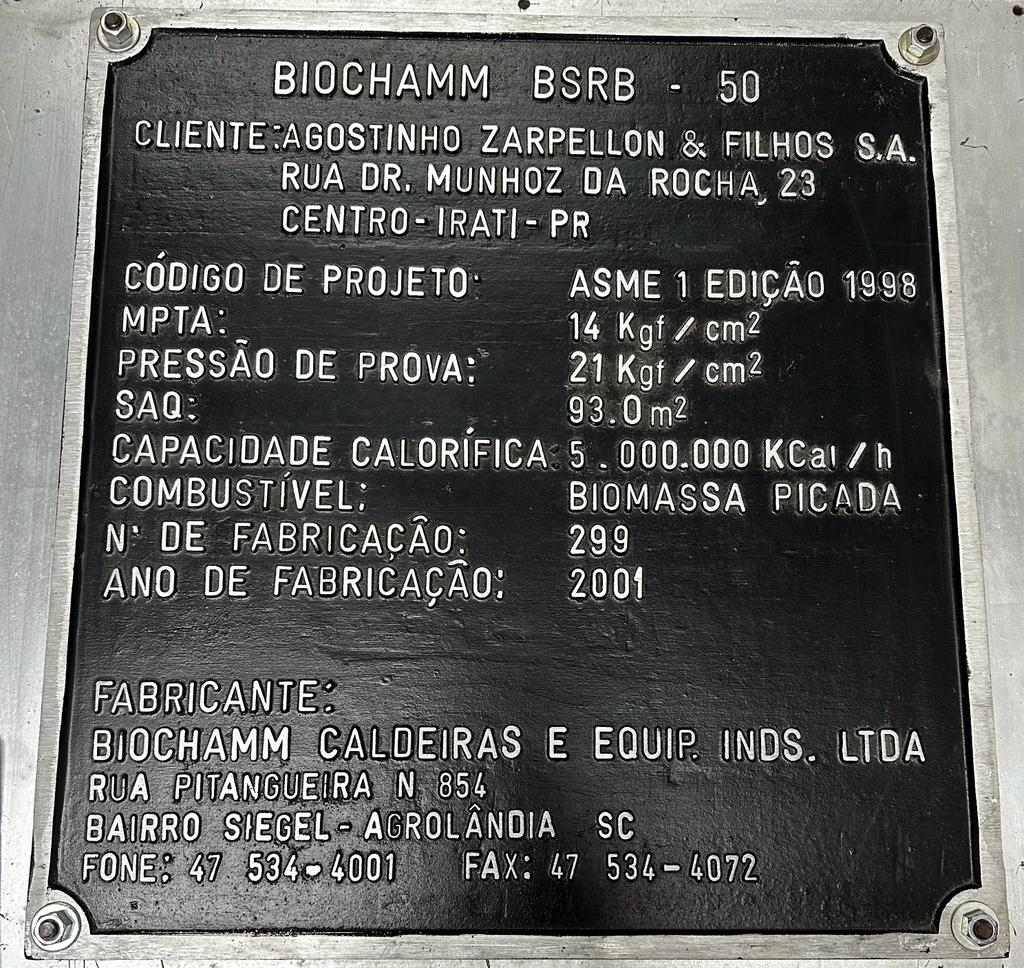 BIOCHAMM BSRB - 50
CLIENTE: AGOSTINHO ZARPELLON & FILHOS S.A.
RUA DR. MUNHOZ DA ROCHA, 23
CENTRO - IRATI - PR
CÓDIGO DE PROJETO: ASME 1 EDIÇÃO 1998
MPTA: 14 Kgf / cm²
PRESSÃO DE PROVA: 21 Kgf / cm²
SAQ: 93.0 m²
CAPACIDADE CALORÍFICA: 5.000.000 KCal / h
COMBUSTÍVEL: BIOMASSA PICADA
N° DE FABRICAÇÃO: 299
ANO DE FABRICAÇÃO: 2001
FABRICANTE:
BIOCHAMM CALDEIRAS E EQUIP. INDS. LTDA
RUA PITANGUEIRA N 854
BAIRRO SIEGEL - AGROLÂNDIA SC
FONE: 47 534-4001 FAX: 47 534-4072